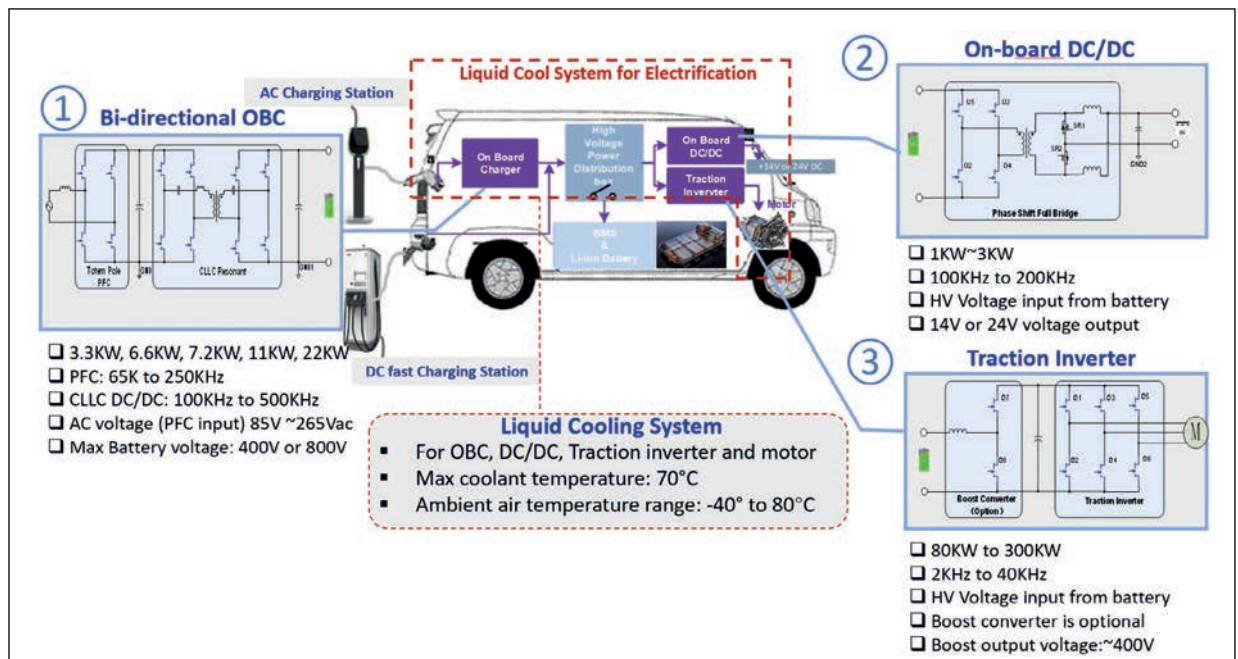 ①
Bi-directional OBC
Totem Pole
PFC
GND
CLLC Resonant
GND1
❑ 3.3KW, 6.6KW, 7.2KW, 11KW, 22KW
❑ PFC: 65K to 250KHz
❑ CLLC DC/DC: 100KHz to 500KHz
❑ AC voltage (PFC input) 85V ~265Vac
❑ Max Battery voltage: 400V or 800V
AC Charging Station
DC fast Charging Station
Liquid Cool System for Electrification
On Board
Charger
High
Voltage
Power
Distribution
box
On Board
DC/DC
+14V or 24V DC
Traction
Invervter
Motor
BMS
&
Li-ion Battery
Liquid Cooling System
▪ For OBC, DC/DC, Traction inverter and motor
▪ Max coolant temperature: 70°C
▪ Ambient air temperature range: -40° to 80°C
②
On-board DC/DC
SR1
SR2
GND2
Phase Shift Full Bridge
❑ 1KW~3KW
❑ 100KHz to 200KHz
❑ HV Voltage input from battery
❑ 14V or 24V voltage output
③
Traction Inverter
M
Boost Converter
(Option)
Traction Inverter
❑ 80KW to 300KW
❑ 2KHz to 40KHz
❑ HV Voltage input from battery
❑ Boost converter is optional
❑ Boost output voltage:~400V